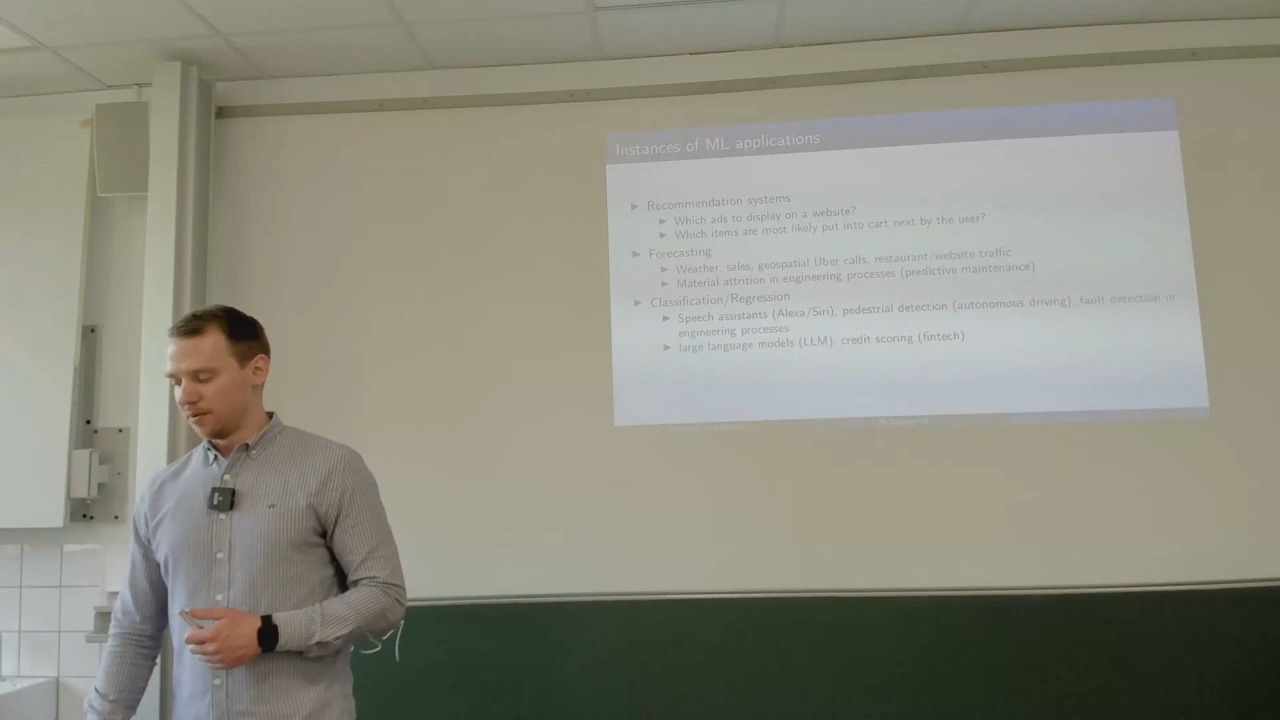 Instances of ML applications
▶ Recommendation systems
▶ Which ads to display on a website?
▶ Which items are most likely put into cart next by the user?
▶ Forecasting
▶ Weather, sales, geospatial Uber calls, restaurant/website traffic
▶ Material attrition in engineering processes (predictive maintenance)
▶ Classification/Regression
▶ Speech assistants (Alexa/Siri), pedestrial detection (autonomous driving), fault detection in
engineering processes
▶ large language models (LLM), credit scoring (fintech)